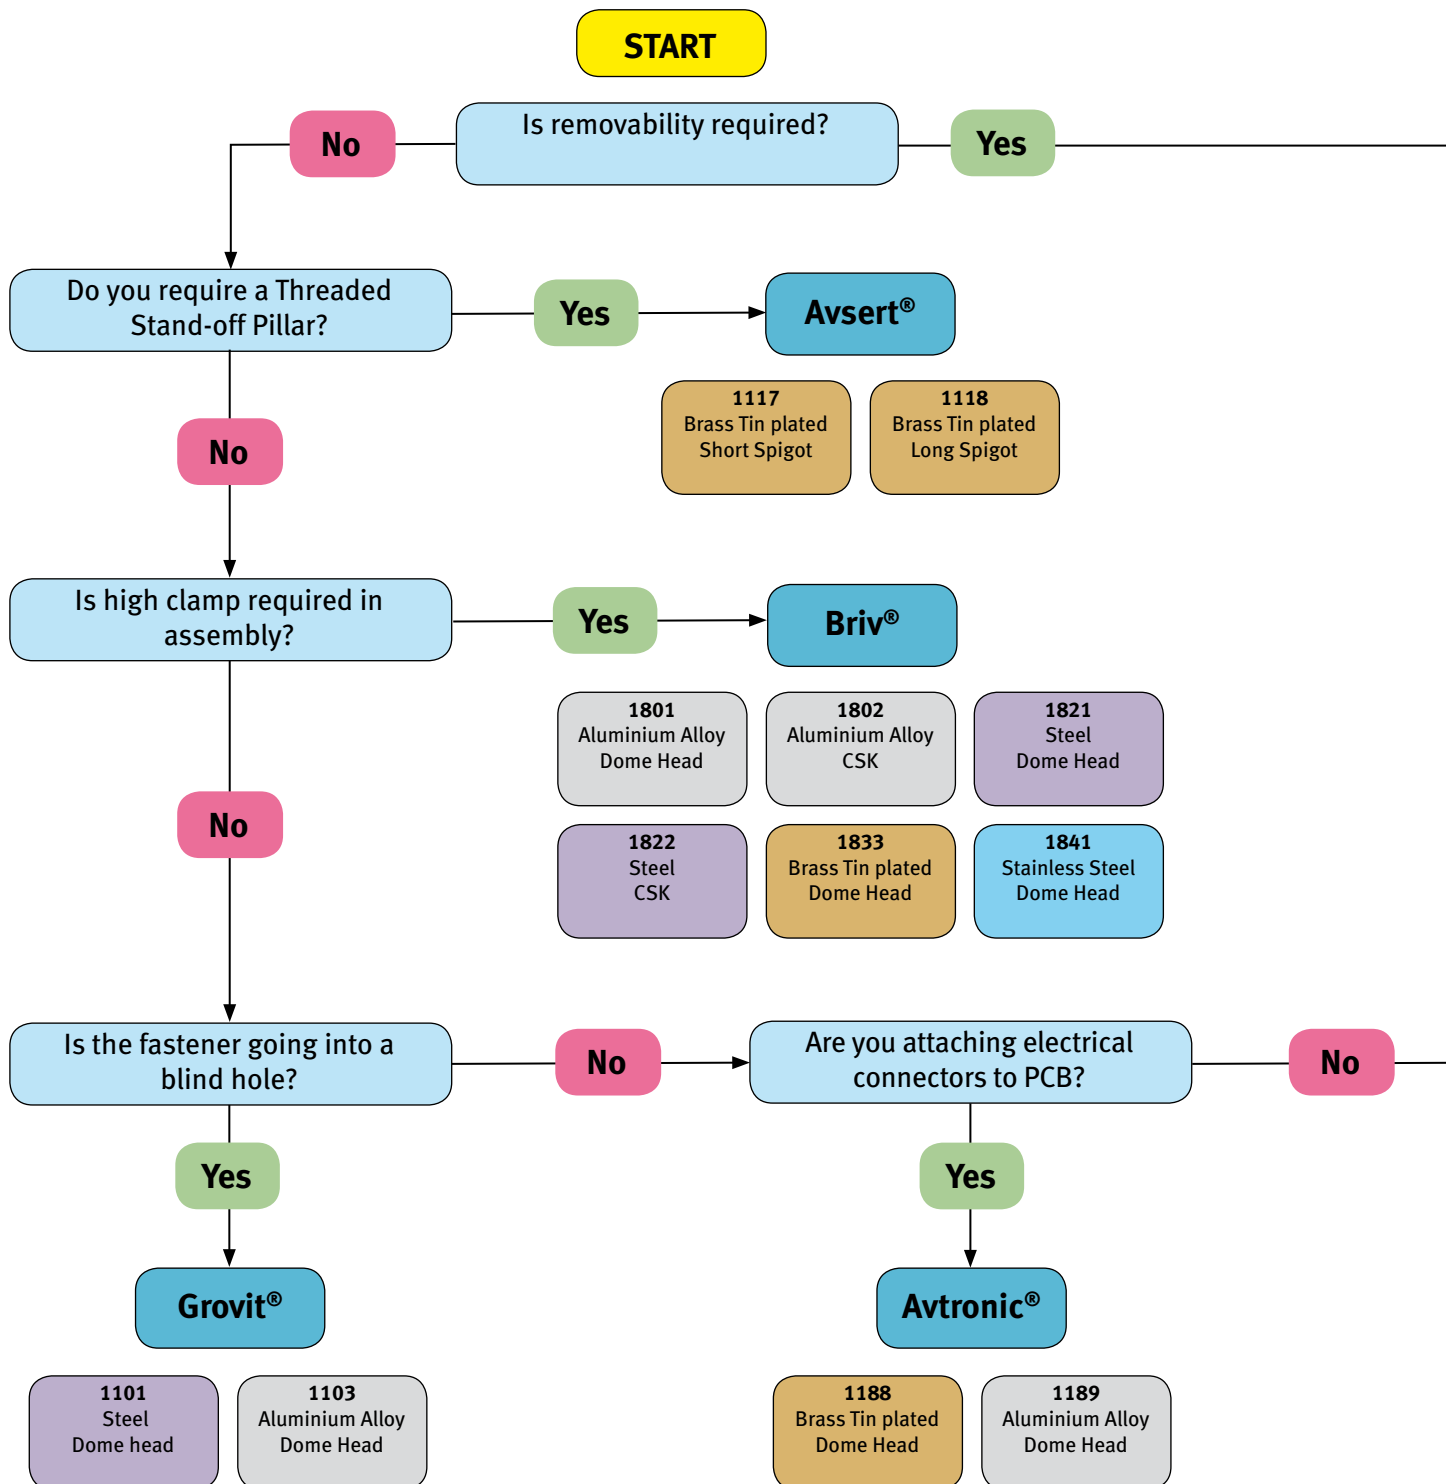 START
Is removability required?
No
Yes
Do you require a Threaded
Stand-off Pillar?
Yes
Avsert®
1117
Brass Tin plated
Short Spigot
1118
Brass Tin plated
Long Spigot
No
Is high clamp required in
assembly?
Yes
Briv®
1801
Aluminium Alloy
Dome Head
1802
Aluminium Alloy
CSK
1821
Steel
Dome Head
No
1822
Steel
CSK
1833
Brass Tin plated
Dome Head
1841
Stainless Steel
Dome Head
Is the fastener going into a
blind hole?
No
Are you attaching electrical
connectors to PCB?
No
Yes
Yes
Grovit®
Avtronic®
1101
Steel
Dome head
1103
Aluminium Alloy
Dome Head
1188
Brass Tin plated
Dome Head
1189
Aluminium Alloy
Dome Head